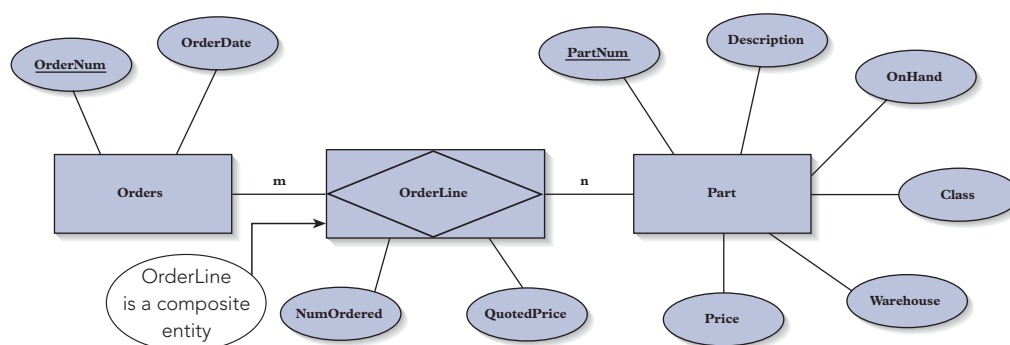 OrderNum
OrderDate
PartNum
Description
OnHand
Orders
m
OrderLine
n
Part
Class
OrderLine
is a composite
entity
NumOrdered
QuotedPrice
Price
Warehouse